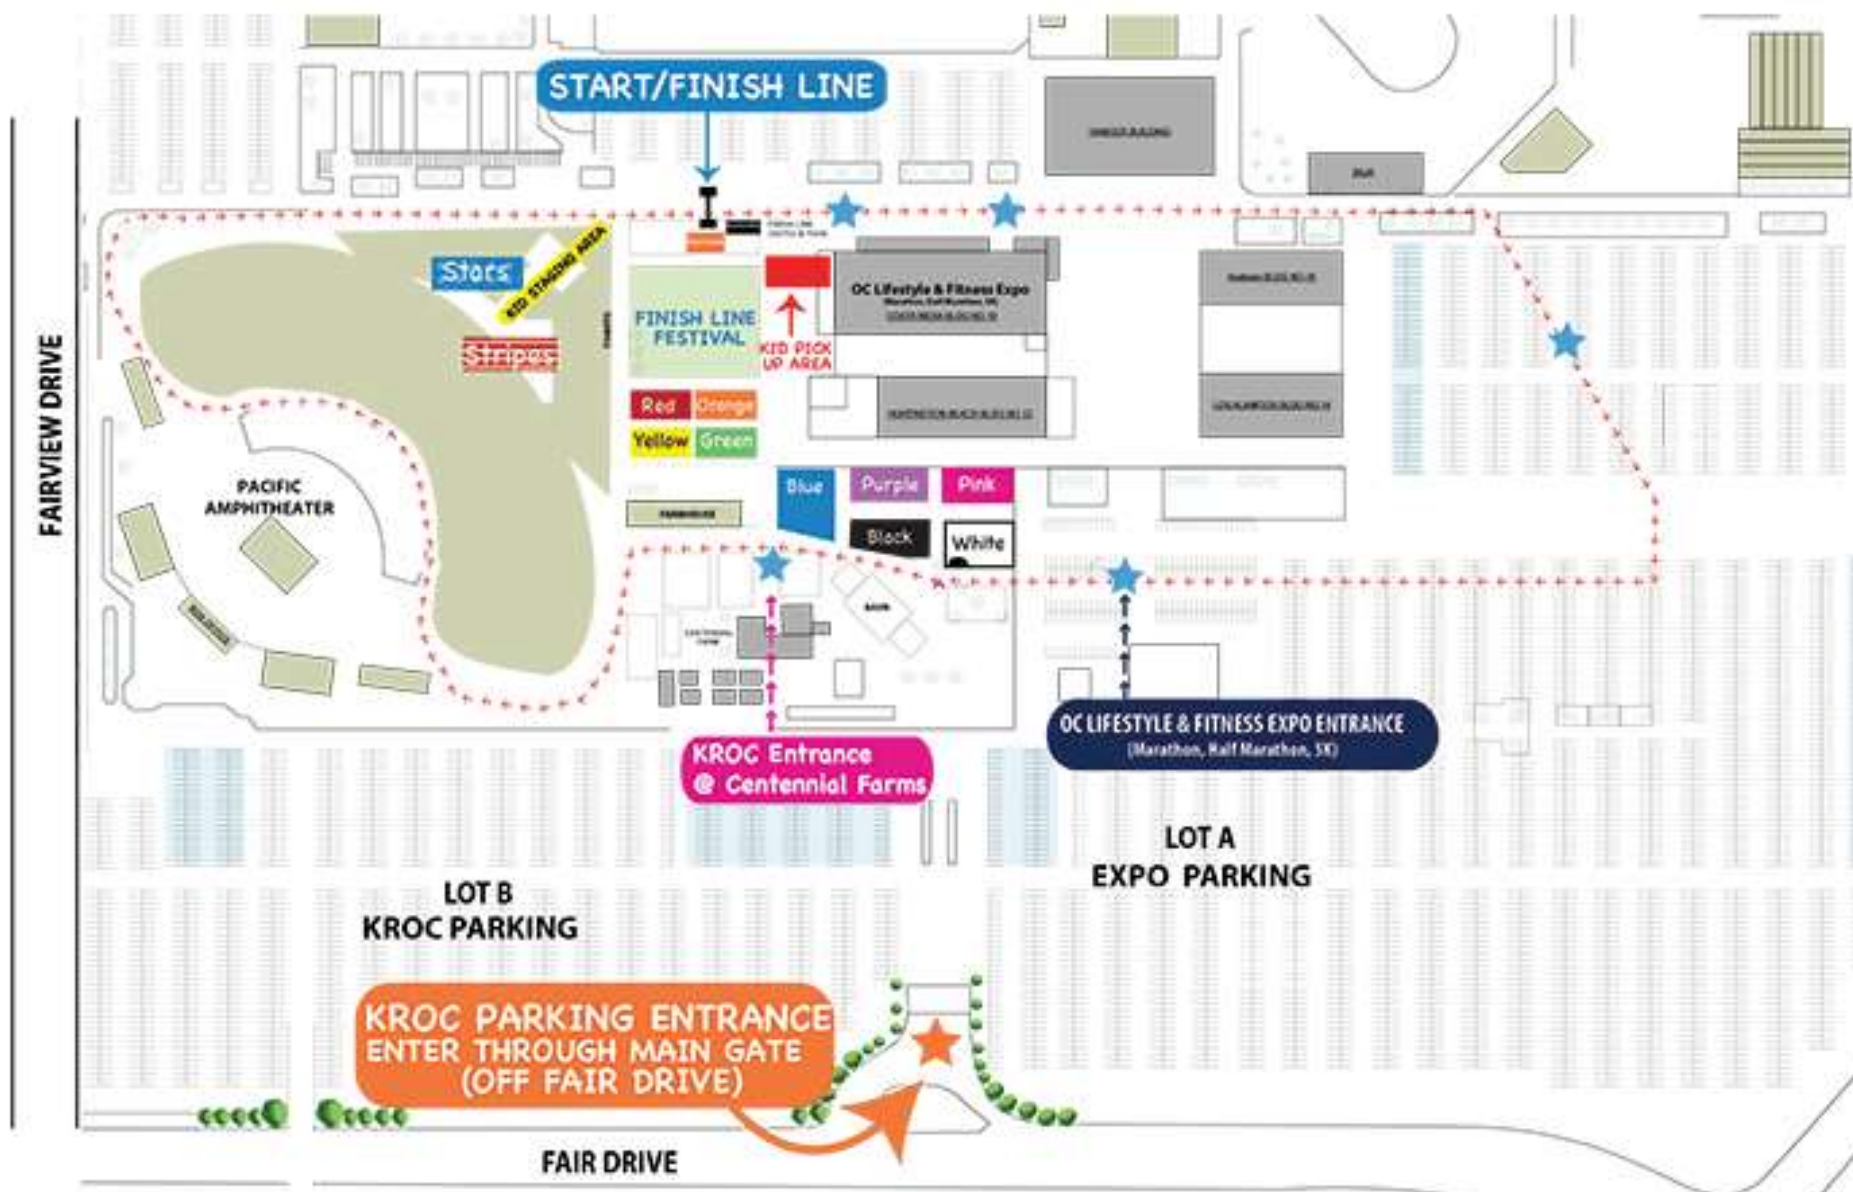 START/FINISH LINE
Stars
KID STAGING AREA
Stripes
OC Lifestyle & Fitness Expo
FINISH LINE
FESTIVAL
KID PICK
UP AREA
Red Orange
Yellow Green
FAIRVIEW DRIVE
PACIFIC
AMPHITHEATER
Blue Purple Pink
Black White
BARN
OC LIFESTYLE & FITNESS EXPO ENTRANCE
(Marathon, Half Marathon, 5K)
KROC Entrance
@ Centennial Farms
LOT A
EXPO PARKING
LOT B
KROC PARKING
KROC PARKING ENTRANCE
ENTER THROUGH MAIN GATE
(OFF FAIR DRIVE)
FAIR DRIVE